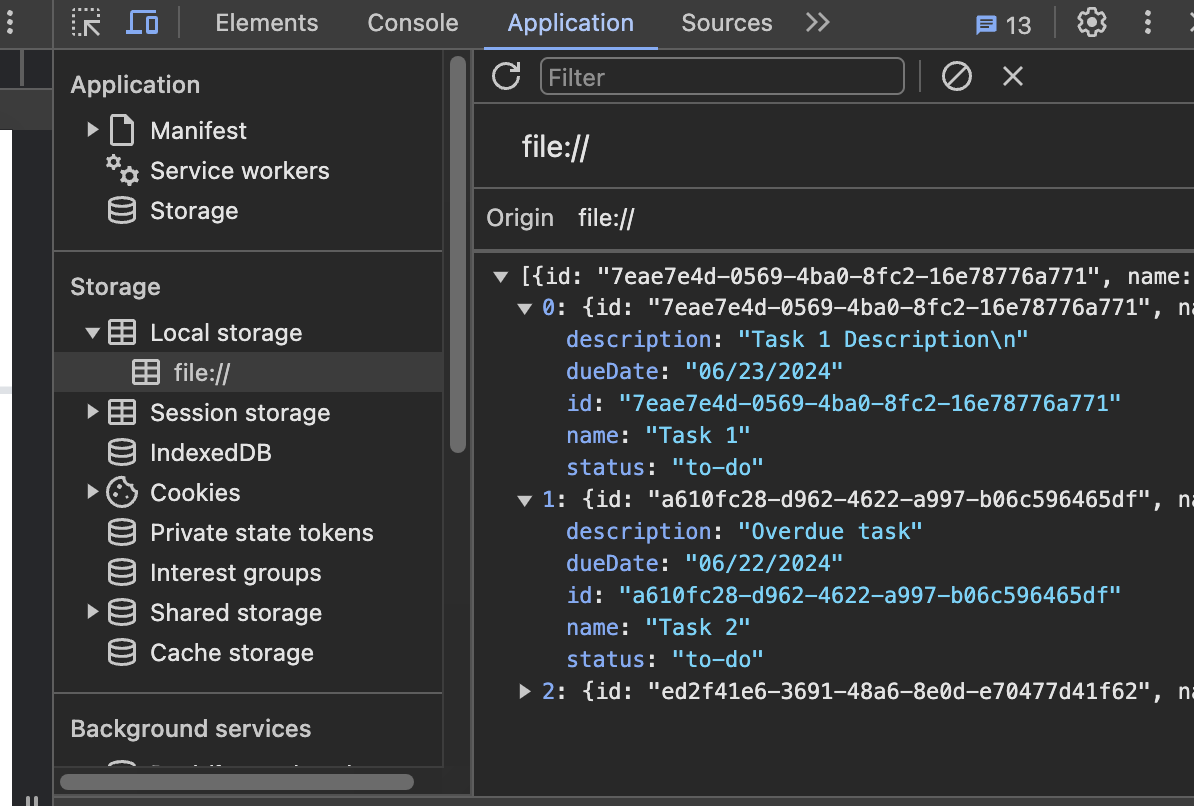 Elements Console Application Sources 13
Application
Manifest
Service workers
Storage
Storage
Local storage
file://
Session storage
IndexedDB
Cookies
Private state tokens
Interest groups
Shared storage
Cache storage
Background services
Filter
file://
Origin file://
[{id: "7eae7e4d-0569-4ba0-8fc2-16e78776a771", name:
0: {id: "7eae7e4d-0569-4ba0-8fc2-16e78776a771", na
description: "Task 1 Description\n"
dueDate: "06/23/2024"
id: "7eae7e4d-0569-4ba0-8fc2-16e78776a771"
name: "Task 1"
status: "to-do"
1: {id: "a610fc28-d962-4622-a997-b06c596465df", na
description: "Overdue task"
dueDate: "06/22/2024"
id: "a610fc28-d962-4622-a997-b06c596465df"
name: "Task 2"
status: "to-do"
2: {id: "ed2f41e6-3691-48a6-8e0d-e70477d41f62", na